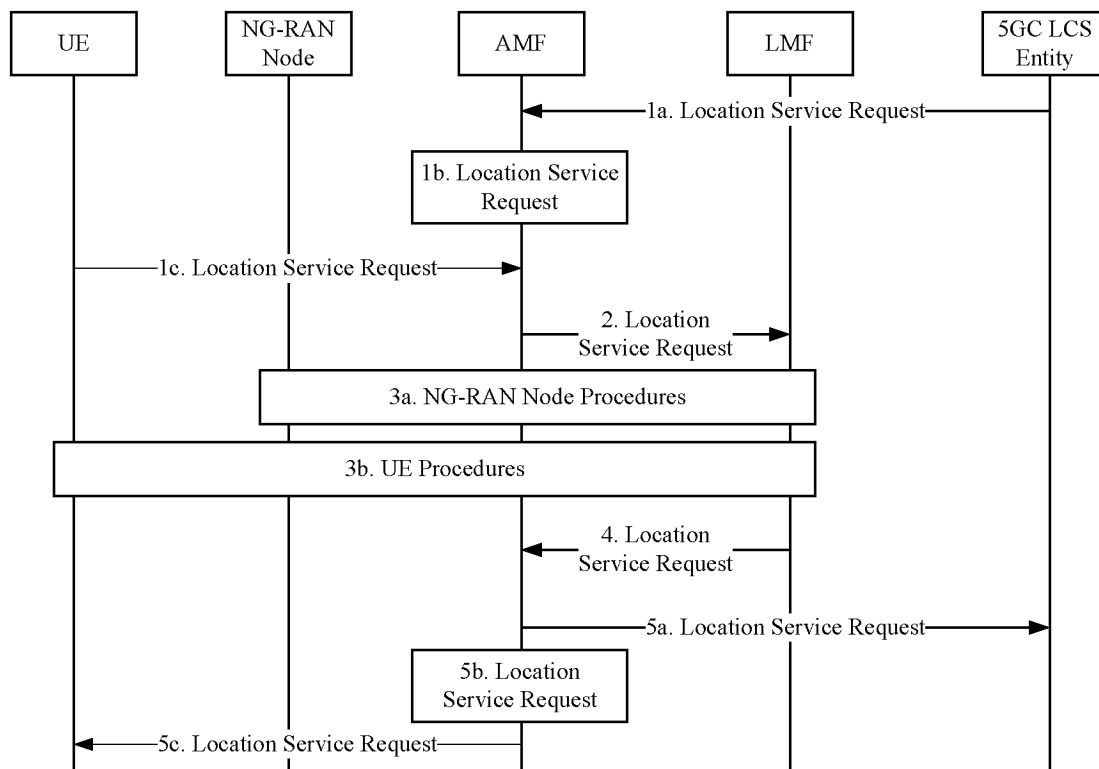 UE
NG-RAN
Node
AMF
LMF
5GC LCS
Entity
1a. Location Service Request
1b. Location Service
Request
1c. Location Service Request
2. Location
Service Request
3a. NG-RAN Node Procedures
3b. UE Procedures
4. Location
Service Request
5a. Location Service Request
5b. Location
Service Request
5c. Location Service Request